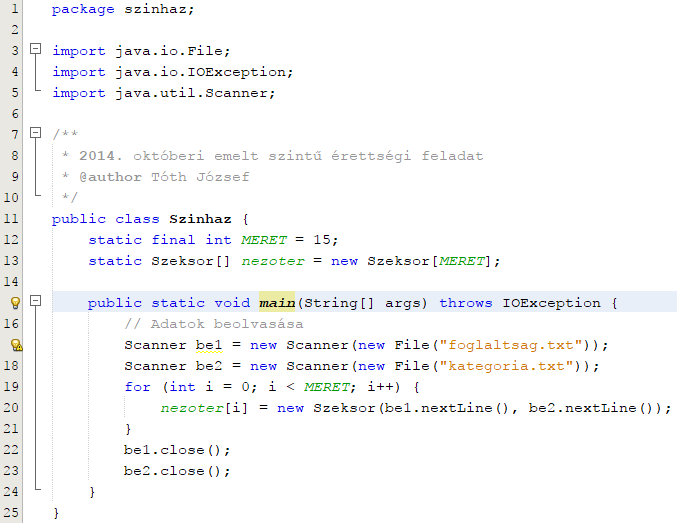 1 package szinhaz;
2
3 import java.io.File;
4 import java.io.IOException;
5 import java.util.Scanner;
6
7 /**
8  * 2014. októberi emelt szintű érettségi feladat
9  * @author Tóth József
10  */
11 public class Szinhaz {
12     static final int MERET = 15;
13     static Szeksor[] nezoter = new Szeksor[MERET];
14
    public static void main(String[] args) throws IOException {
16         // Adatok beolvasása
        Scanner be1 = new Scanner(new File("foglaltsag.txt"));
18         Scanner be2 = new Scanner(new File("kategoria.txt"));
19         for (int i = 0; i < MERET; i++) {
20             nezoter[i] = new Szeksor(be1.nextLine(), be2.nextLine());
21         }
22         be1.close();
23         be2.close();
24     }
25 }